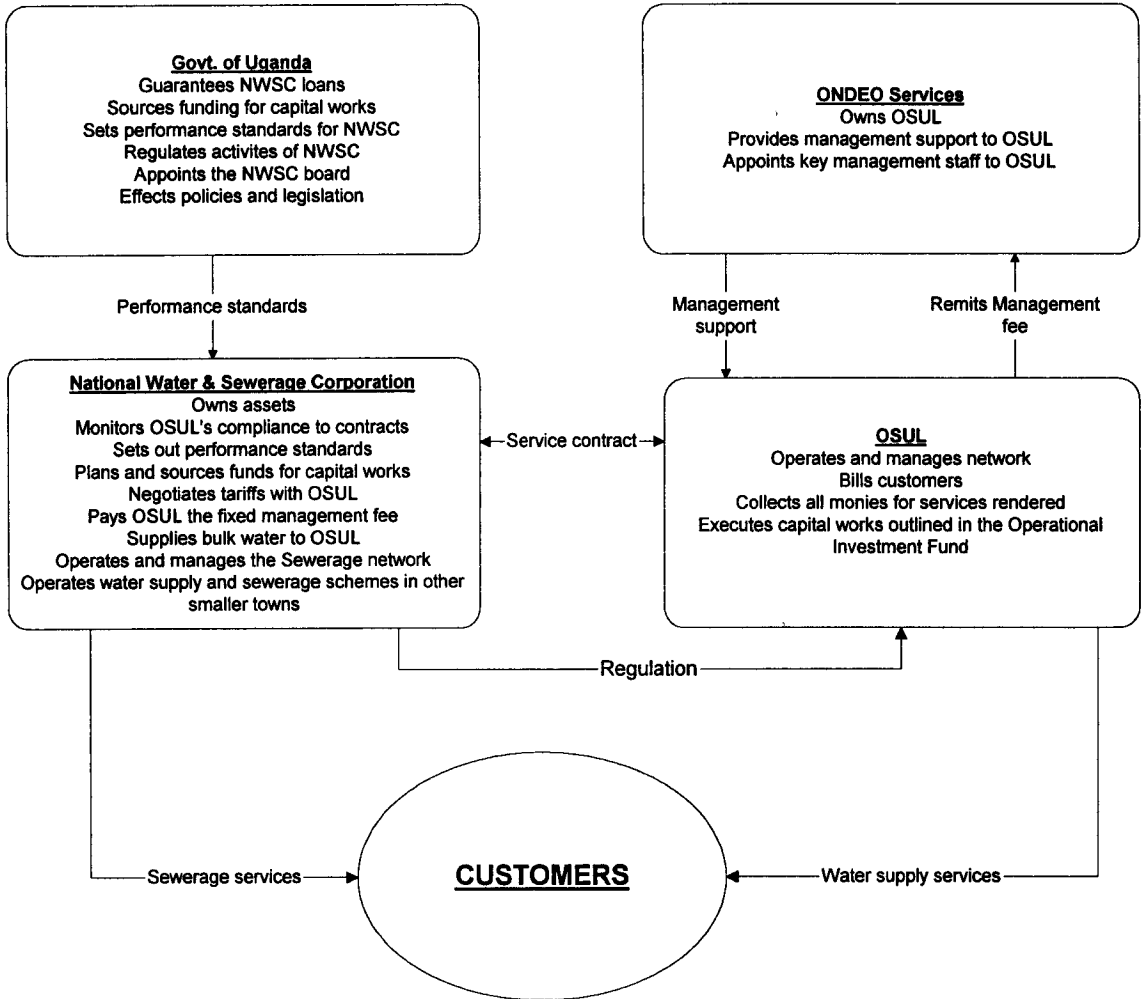 Govt. of Uganda
Guarantees NWSC loans
Sources funding for capital works
Sets performance standards for NWSC
Regulates activites of NWSC
Appoints the NWSC board
Effects policies and legislation
ONDEO Services
Owns OSUL
Provides management support to OSUL
Appoints key management staff to OSUL
Performance standards
Management
support
Remits Management
fee
National Water & Sewerage Corporation
Owns assets
Monitors OSUL's compliance to contracts
Sets out performance standards
Plans and sources funds for capital works
Negotiates tariffs with OSUL
Pays OSUL the fixed management fee
Supplies bulk water to OSUL
Operates and manages the Sewerage network
Operates water supply and sewerage schemes in other
smaller towns
Service contract
OSUL
Operates and manages network
Bills customers
Collects all monies for services rendered
Executes capital works outlined in the Operational
Investment Fund
Regulation
Sewerage services
CUSTOMERS
Water supply services